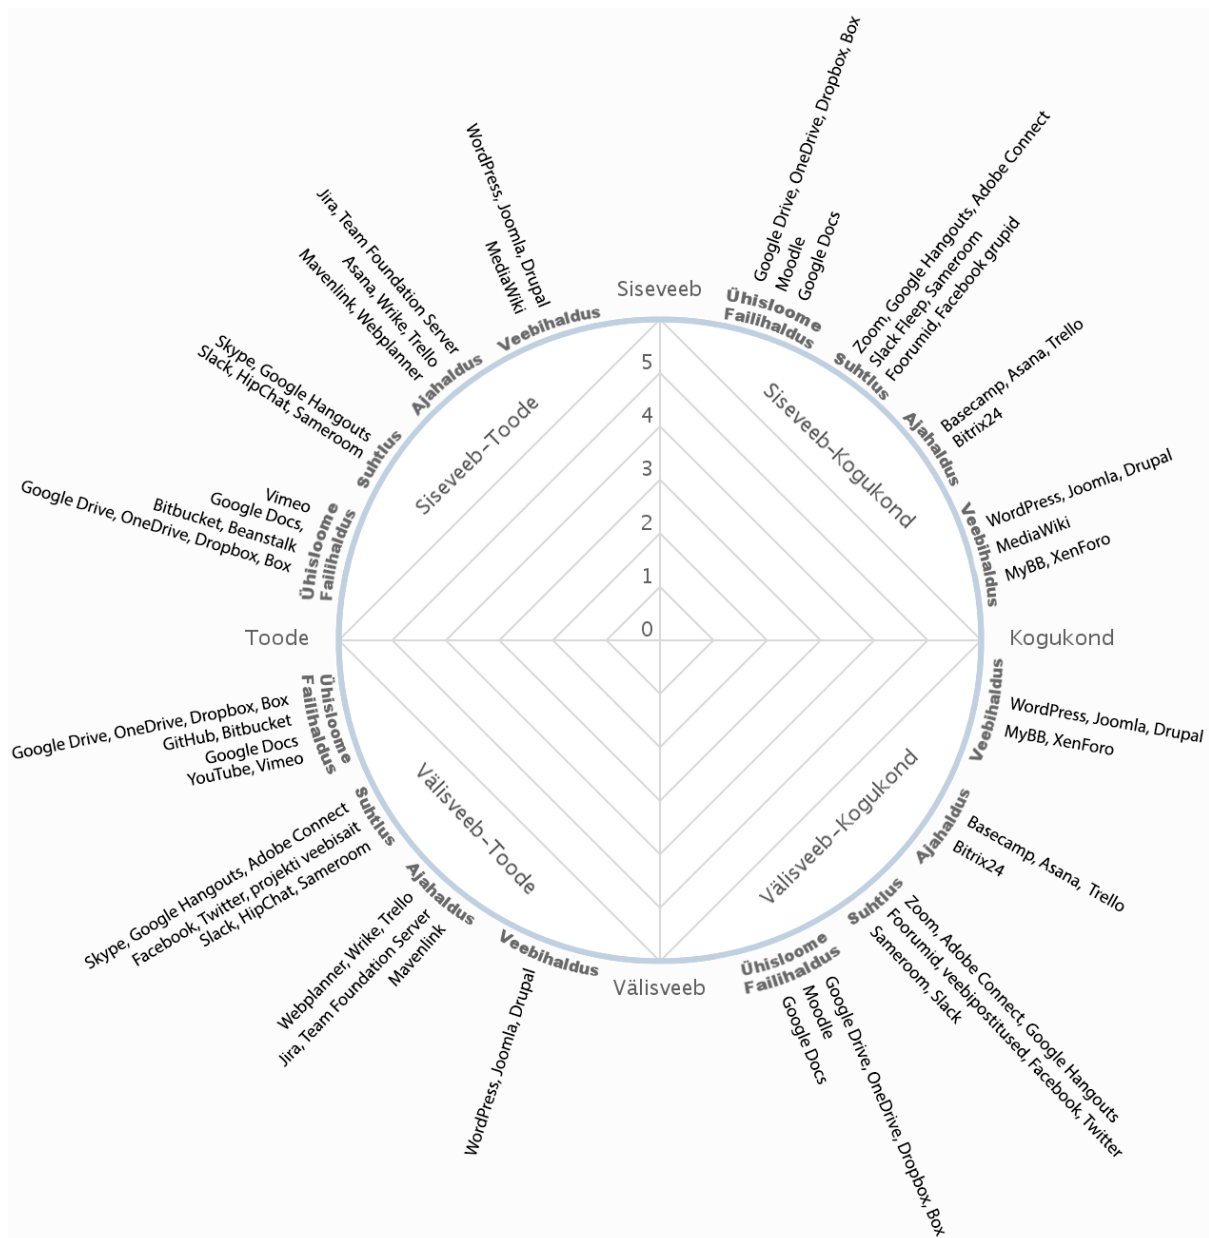 Siseveeb
Ühisloome
Failihaldus
Google Drive, OneDrive, Dropbox, Box
Moodle
Google Docs
Suhtlus
Zoom, Google Hangouts, Adobe Connect
Slack Fleep, Sameroom
Foorumid, Facebook grupid
Ajahaldus
Basecamp, Asana, Trello
Bitrix24
Veebihaldus
WordPress, Joomla, Drupal
MediaWiki
MyBB, XenForo
Kogukond
Veebihaldus
WordPress, Joomla, Drupal
MyBB, XenForo
Ajahaldus
Basecamp, Asana, Trello
Bitrix24
Suhtlus
Zoom, Adobe Connect, Google Hangouts
Foorumid, veebipostitused, Facebook, Twitter
Sameroom, Slack
Ühisloome
Failihaldus
Google Drive, OneDrive, Dropbox, Box
Moodle
Google Docs
Välisveeb
Veebihaldus
WordPress, Joomla, Drupal
Ajahaldus
Webplanner, Wrike, Trello
Jira, Team Foundation Server
Mavenlink
Suhtlus
Skype, Google Hangouts, Adobe Connect
Facebook, Twitter, projekti veebisait
Slack, HipChat, Sameroom
Ühisloome
Failihaldus
Google Drive, OneDrive, Dropbox, Box
GitHub, Bitbucket
Google Docs
YouTube, Vimeo
Toode
Ühisloome
Failihaldus
Vimeo
Google Docs,
Bitbucket, Beanstalk
Google Drive, OneDrive, Dropbox, Box
Suhtlus
Skype, Google Hangouts
Slack, HipChat, Sameroom
Ajahaldus
Jira, Team Foundation Server
Asana, Wrike, Trello
Mavenlink, Webplanner
Veebihaldus
WordPress, Joomla, Drupal
MediaWiki
Siseveeb-Toode
Siseveeb-Kogukond
5
4
3
2
1
0
Välisveeb-Toode
Välisveeb-Kogukond